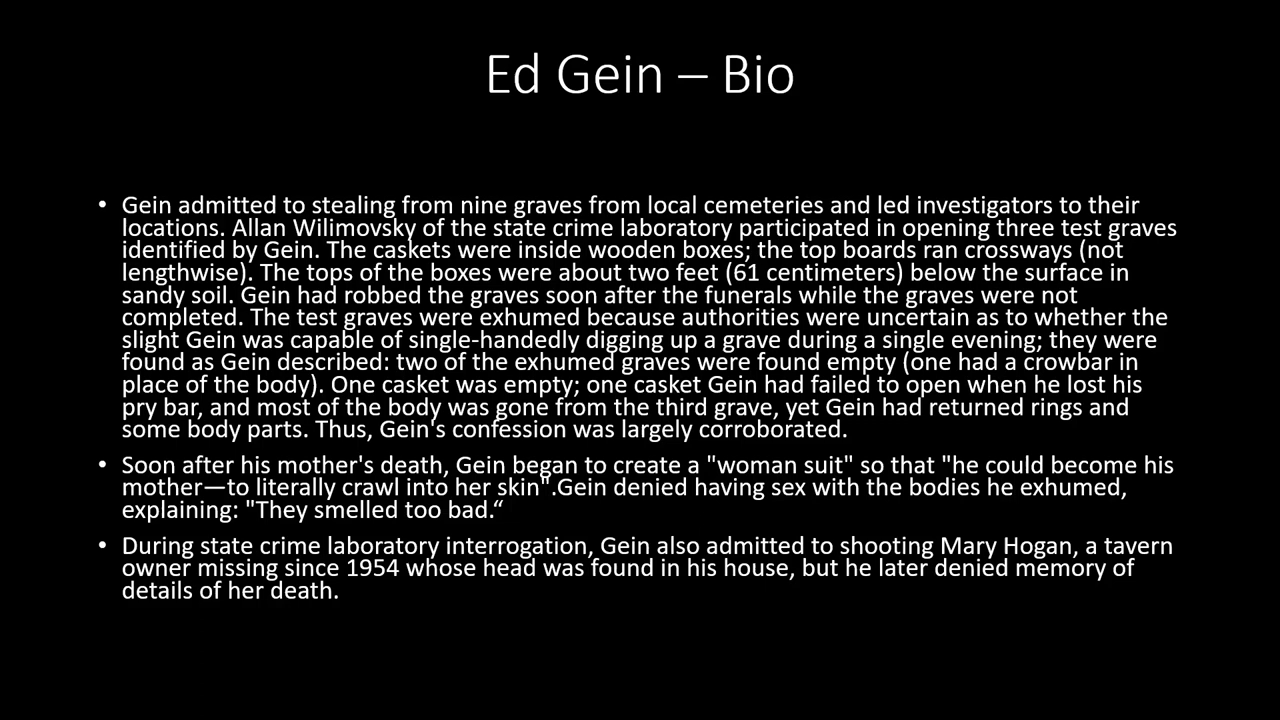 Ed Gein – Bio
• Gein admitted to stealing from nine graves from local cemeteries and led investigators to their
locations. Allan Wilimovsky of the state crime laboratory participated in opening three test graves
identified by Gein. The caskets were inside wooden boxes; the top boards ran crossways (not
lengthwise). The tops of the boxes were about two feet (61 centimeters) below the surface in
sandy soil. Gein had robbed the graves soon after the funerals while the graves were not
completed. The test graves were exhumed because authorities were uncertain as to whether the
slight Gein was capable of single-handedly digging up a grave during a single evening; they were
found as Gein described: two of the exhumed graves were found empty (one had a crowbar in
place of the body). One casket was empty; one casket Gein had failed to open when he lost his
pry bar, and most of the body was gone from the third grave, yet Gein had returned rings and
some body parts. Thus, Gein's confession was largely corroborated.
• Soon after his mother's death, Gein began to create a "woman suit" so that "he could become his
mother—to literally crawl into her skin".Gein denied having sex with the bodies he exhumed,
explaining: "They smelled too bad.“
• During state crime laboratory interrogation, Gein also admitted to shooting Mary Hogan, a tavern
owner missing since 1954 whose head was found in his house, but he later denied memory of
details of her death.